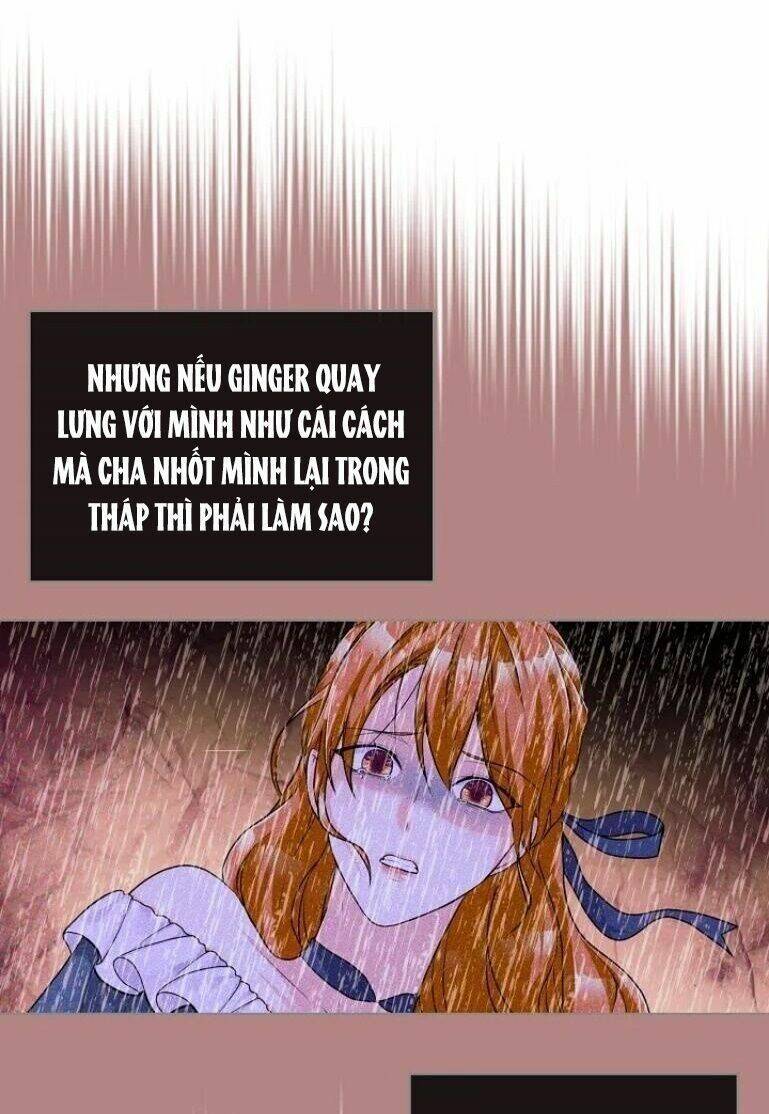 NHƯNG NẾU GINGER QUAY
LƯNG VỚI MÌNH NHƯ CÁI CÁCH
MÀ CHA NHỐT MÌNH LẠI TRONG
THÁP THÌ PHẢI LÀM SAO?